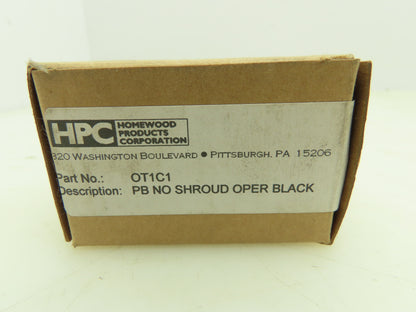 HPC HOMEWOOD
PRODUCTS
CORPORATION
820 WASHINGTON BOULEVARD ● PITTSBURGH, PA 15206
Part No.: OT1C1
Description: PB NO SHROUD OPER BLACK